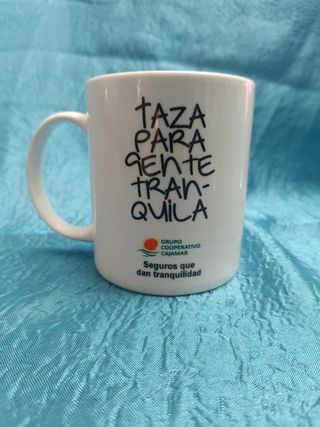 TAZA
PARA
GENTE
TRAN-
QUILA
GRUPO
COOPERATIVO
CAJAMAR
Seguros que
dan tranquilidad